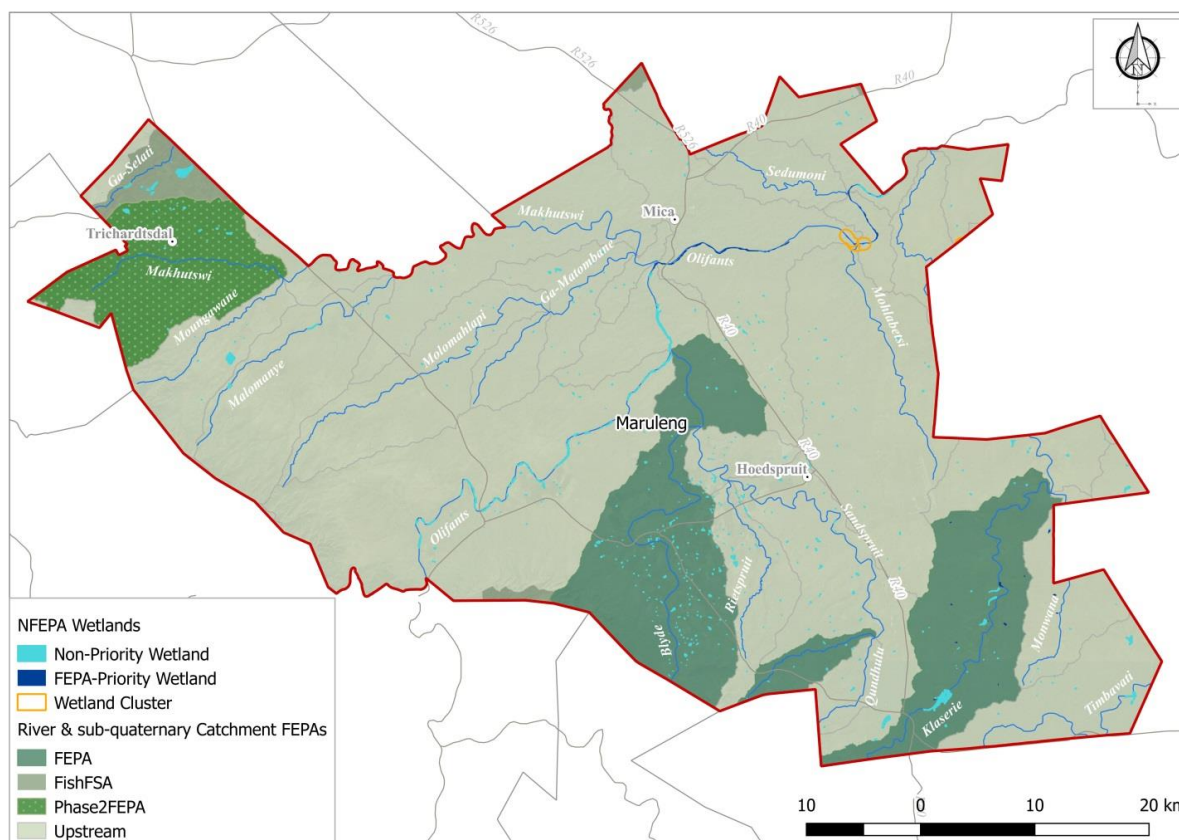 R526
R526
R40
R526
R40
N
Ga-Selati
Sedumoni
Makhutswi
Mica
Trichardtsdal
Makhutswi
Ga-Matombane
Olifants
Moungwane
Mohlabetsi
R40
Molomahlapi
Malomanye
Maruleng
R40
Hoedspruit
Olifants
Sandspruit
R40
Rietspruit
Blyde
Monwana
Qundhulu
Klaserie
Timbavati
NFEPA Wetlands
Non-Priority Wetland
FEPA-Priority Wetland
Wetland Cluster
River & sub-quaternary Catchment FEPAs
FEPA
FishFSA
Phase2FEPA
Upstream
10 0 10 20 km